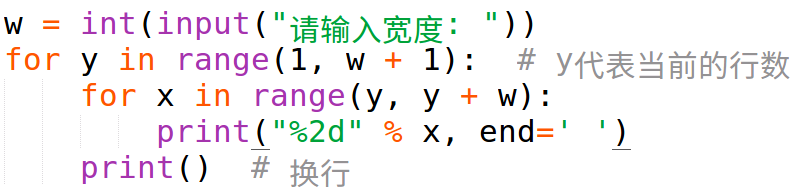 w = int(input("请输入宽度: "))
for y in range(1, w + 1):  # y代表当前的行数
    for x in range(y, y + w):
        print("%2d" % x, end=' ')
    print()  # 换行